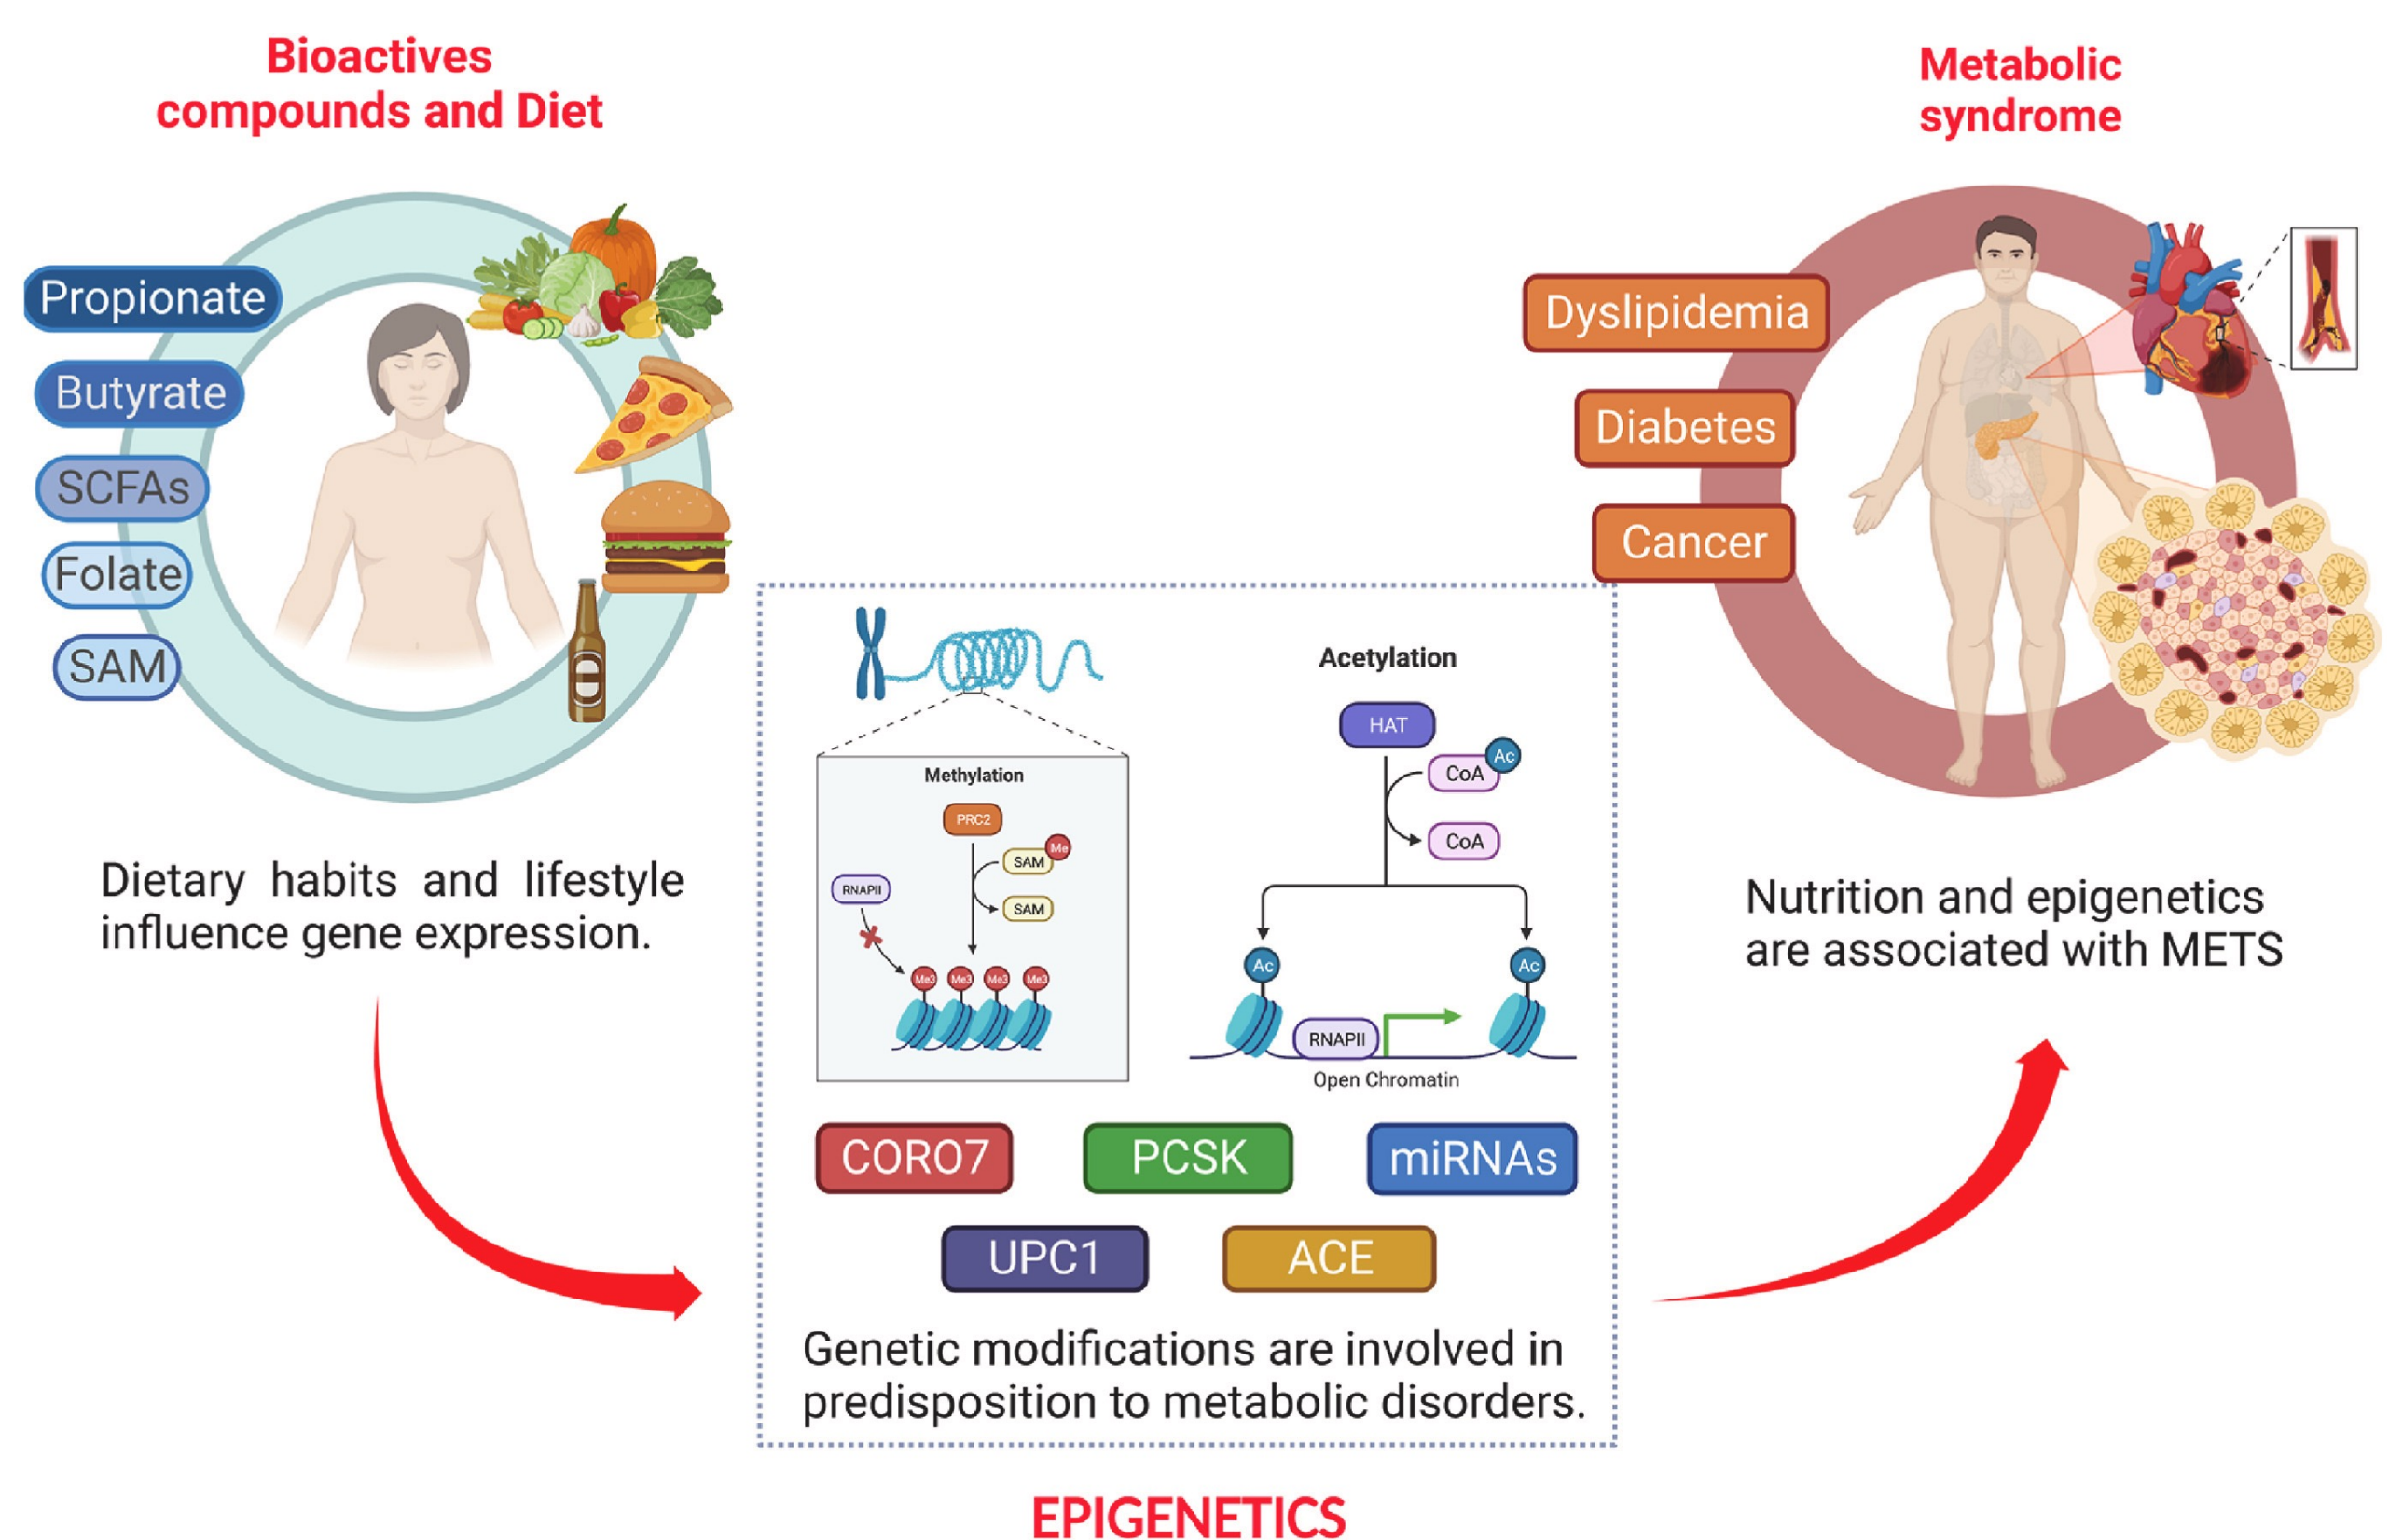 Bioactives
compounds and Diet
Propionate
Butyrate
SCFAs
Folate
SAM
Dietary habits and lifestyle
influence gene expression.
Methylation
PRC2
SAM
Me
SAM
RNAPII
Me3
Me3
Me3
Me3
Acetylation
HAT
CoA
Ac
CoA
Ac
Ac
RNAPII
Open Chromatin
CORO7
PCSK
miRNAs
UPC1
ACE
Genetic modifications are involved in
predisposition to metabolic disorders.
EPIGENETICS
Metabolic
syndrome
Dyslipidemia
Diabetes
Cancer
Nutrition and epigenetics
are associated with METS